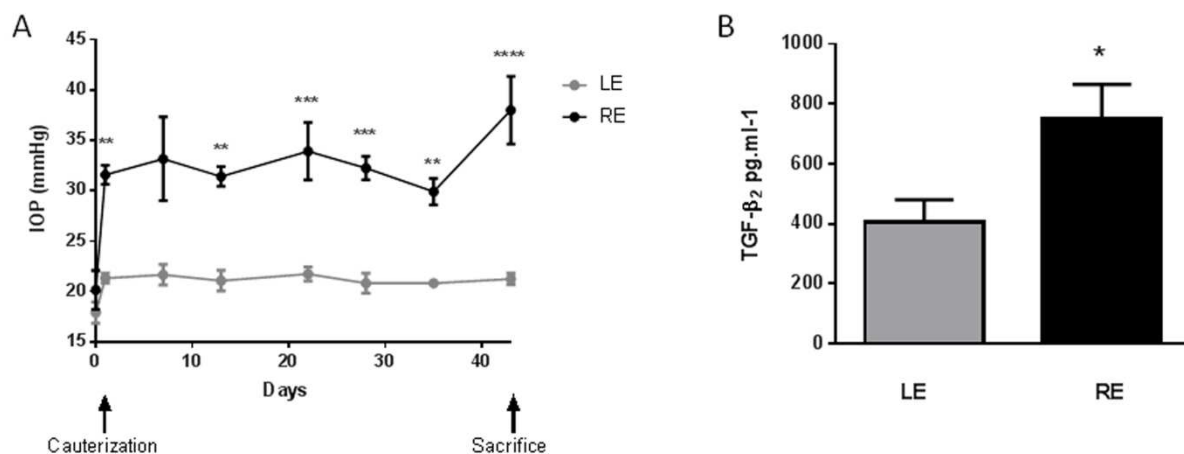 A
IOP (mmHg)
45
40
35
30
25
20
15
**
**
***
***
**
****
0
10
20
30
40
Days
Cauterization
Sacrifice
LE
RE
B
TGF-β₂ pg.ml-1
1000
800
600
400
200
0
*
LE
RE